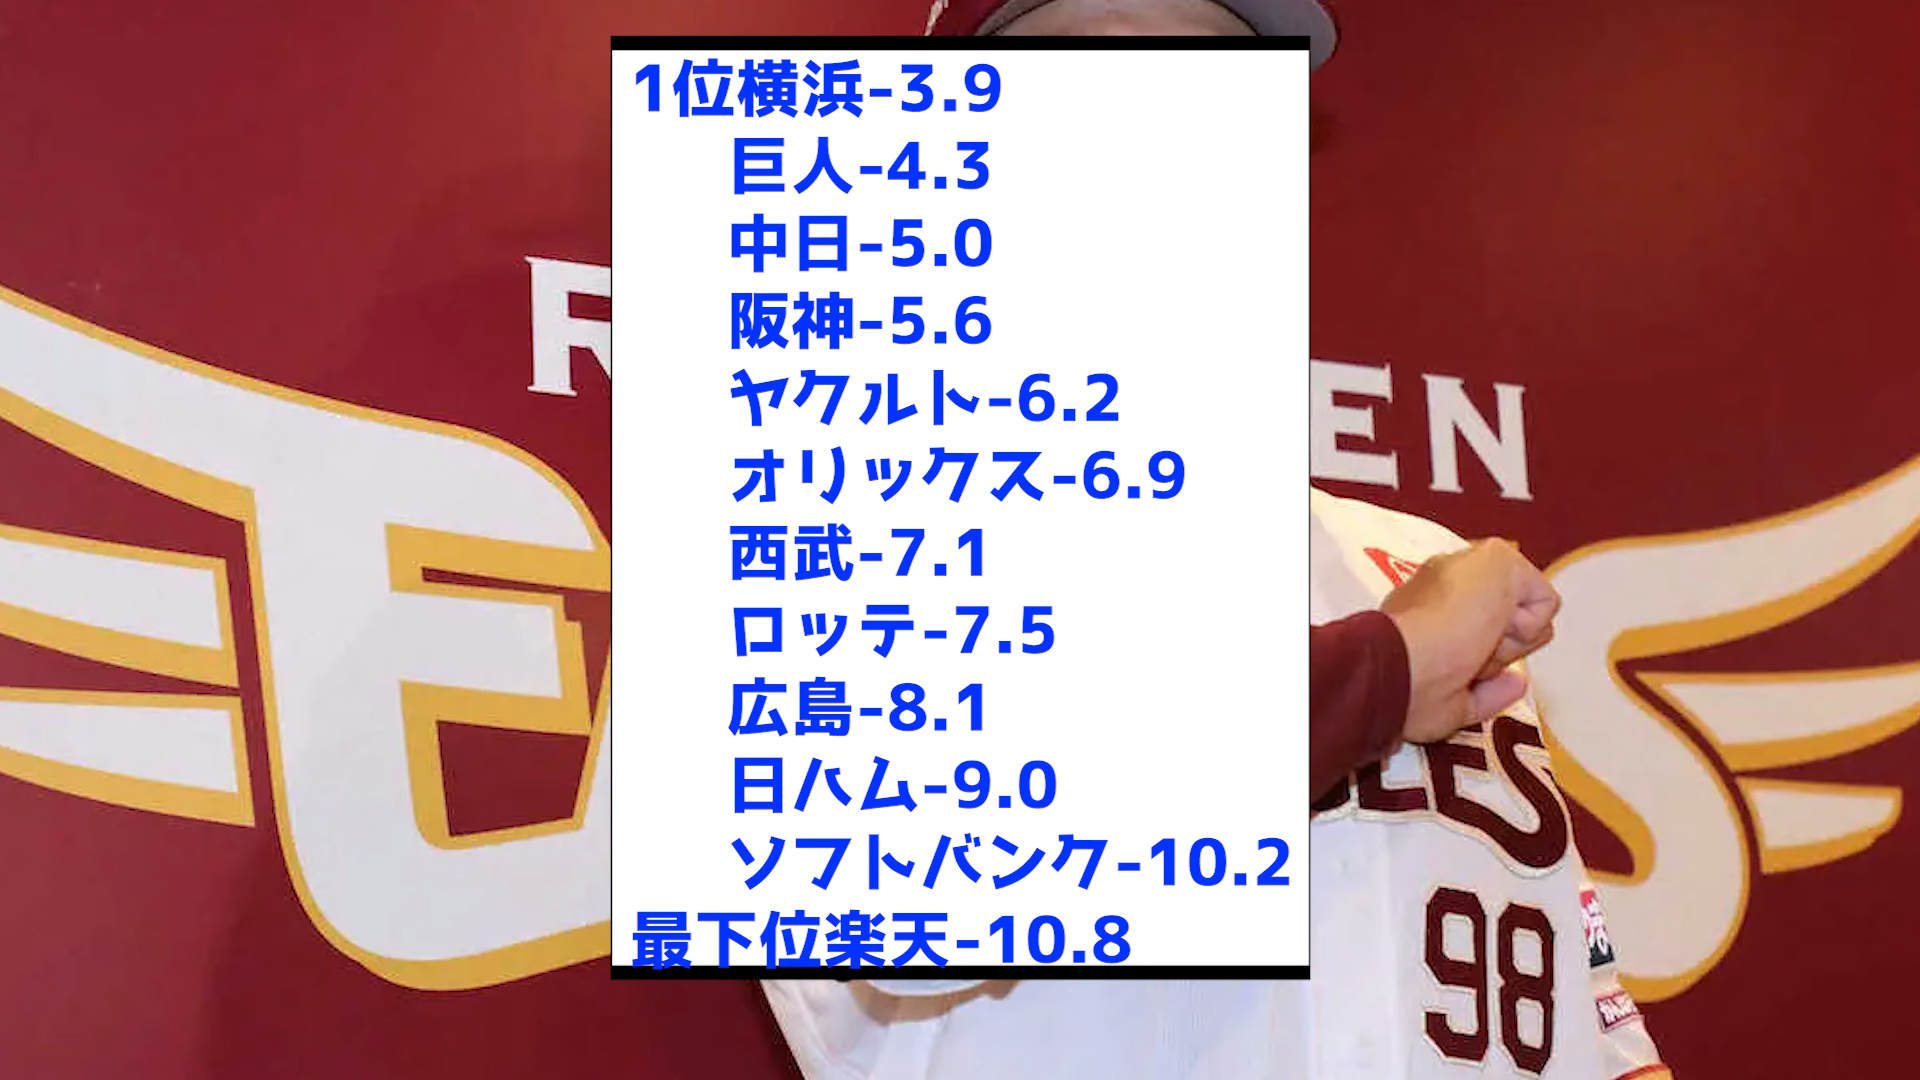 1位横浜-3.9
巨人-4.3
中日-5.0
阪神-5.6
ヤクルト-6.2
オリックス-6.9
西武-7.1
ロッテ-7.5
広島-8.1
日ハム-9.0
ソフトバンク-10.2
最下位楽天-10.8
R
EN
E
S
LES
98